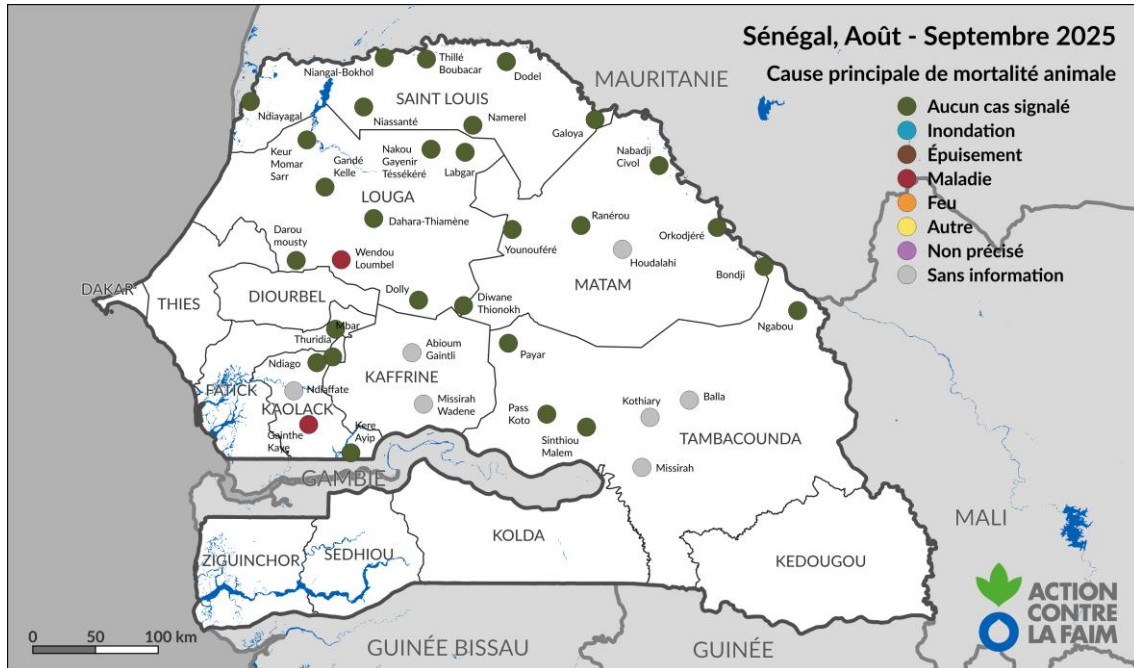 Sénégal, Août - Septembre 2025
Cause principale de mortalité animale
Aucun cas signalé
Inondation
Épuisement
Maladie
Feu
Autre
Non précisé
Sans information
MAURITANIE
Niangal-Bokhol
Thillé
Boubacar
Dodel
SAINT LOUIS
Ndiayagal
Niassanté
Namerel
Galoya
Keur
Momar
Sarr
Gandé
Kelle
Nakou
Gayenir
Téssékéré
Labgar
Nabadji
Civol
LOUGA
Dahara-Thiamène
Ranérou
Younouféré
Orkodjéré
Darou
mousty
Wendou
Loumbel
Houdalahi
Bondji
DAKAR
THIES
DIOURBEL
Dolly
Diwane
Thionokh
MATAM
Ngabou
Mbar
Thuridia
Ndiago
Abioum
Gaintli
Payar
FATICK
Ndiaffate
KAFFRINE
KAOLACK
Missirah
Wadene
Gainthe
Kaye
Kere
Ayip
Pass
Koto
Sinthiou
Malem
Kothiary
Balla
TAMBACOUNDA
Missirah
GAMBIE
MALI
ZIGUINCHOR
SEDHIOU
KOLDA
KEDOUGOU
GUINÉE BISSAU
GUINÉE
0 50 100 km
ACTION
CONTRE
LA FAIM